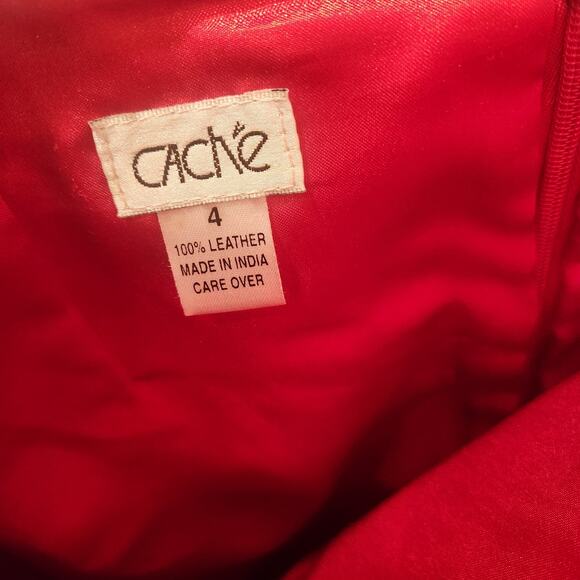 CACHÉ
4
100% LEATHER
MADE IN INDIA
CARE OVER